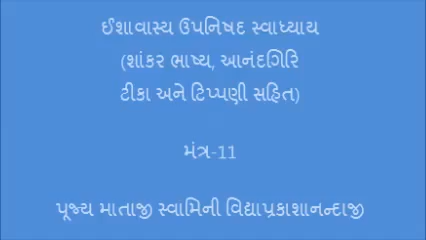 ઈશાવાસ્ય ઉપનિષદ સ્વાધ્યાય
(શાંકર ભાષ્ય, આનંદગિરિ
ટીકા અને ટિપ્પણી સહિત)
મંત્ર-11
પૂજ્ય માતાજી સ્વામિની વિદ્યાપ્રકાશાનન્દાજી